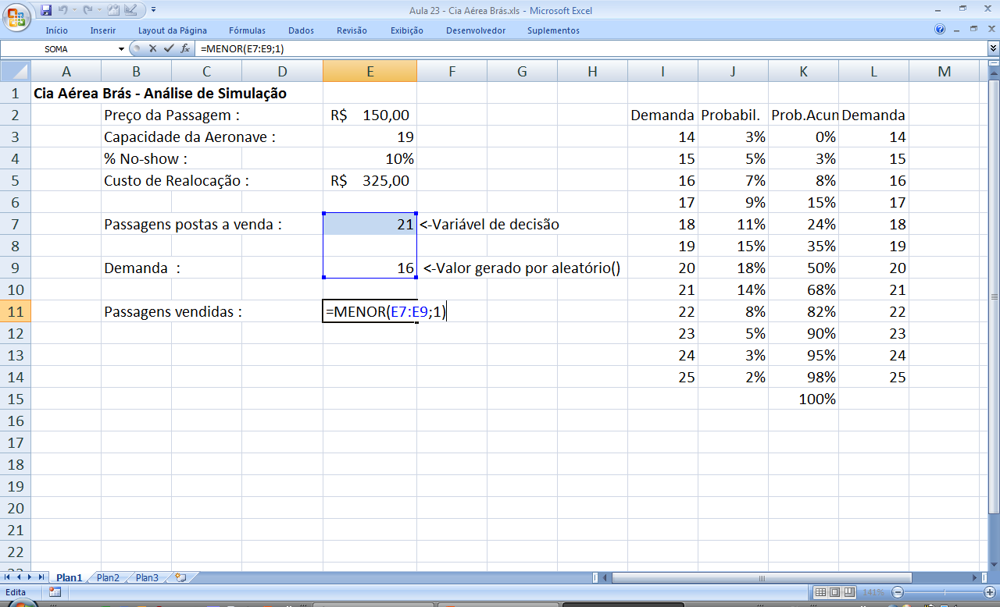 Aula 23 - Cia Aérea Brás.xls - Microsoft Excel
Início Inserir Layout da Página Fórmulas Dados Revisão Exibição Desenvolvedor Suplementos
SOMA fx =MENOR(E7:E9;1)
A B C D E F G H I J K L M
1 Cia Aérea Brás - Análise de Simulação
2 Preço da Passagem : R$ 150,00 Demanda Probabil. Prob.Acum Demanda
3 Capacidade da Aeronave : 19 14 3% 0% 14
4 % No-show : 10% 15 5% 3% 15
5 Custo de Realocação : R$ 325,00 16 7% 8% 16
6 17 9% 15% 17
7 Passagens postas a venda : 21 <-Variável de decisão 18 11% 24% 18
8 19 15% 35% 19
9 Demanda : 16 <-Valor gerado por aleatório() 20 18% 50% 20
10 21 14% 68% 21
11 Passagens vendidas : =MENOR(E7:E9;1) 22 8% 82% 22
12 23 5% 90% 23
13 24 3% 95% 24
14 25 2% 98% 25
15 100%
16
17
18
19
20
21
22
23
Plan1 Plan2 Plan3
Edita 141%